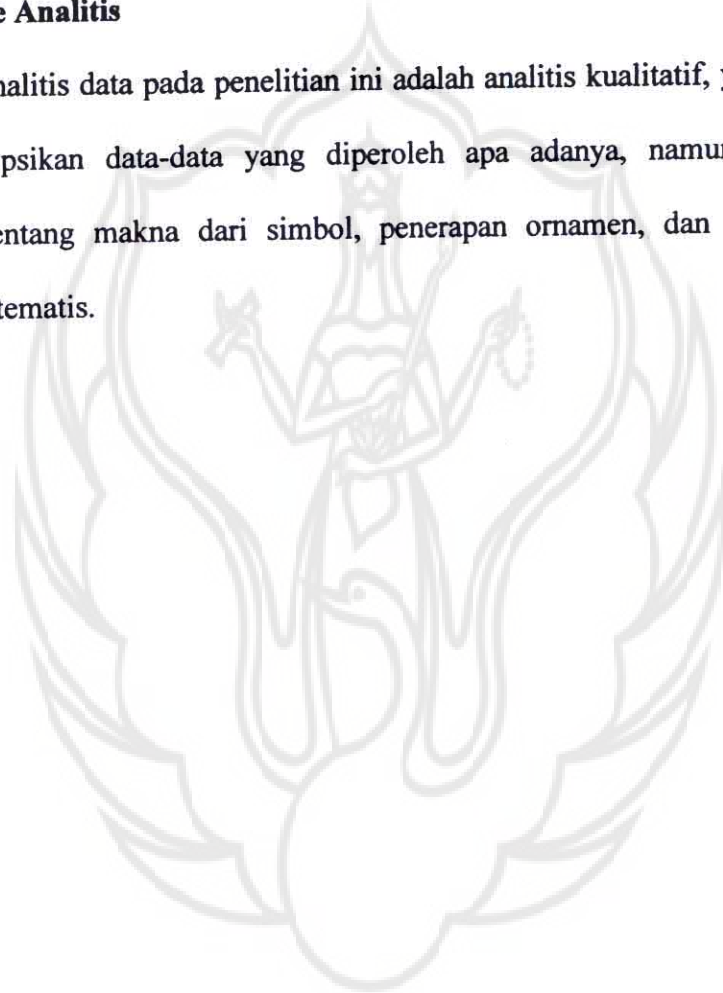 e Analitis
nalitis data pada penelitian ini adalah analitis kualitatif, y
psikan data-data yang diperoleh apa adanya, namu
entang makna dari simbol, penerapan ornamen, dan
tematis.